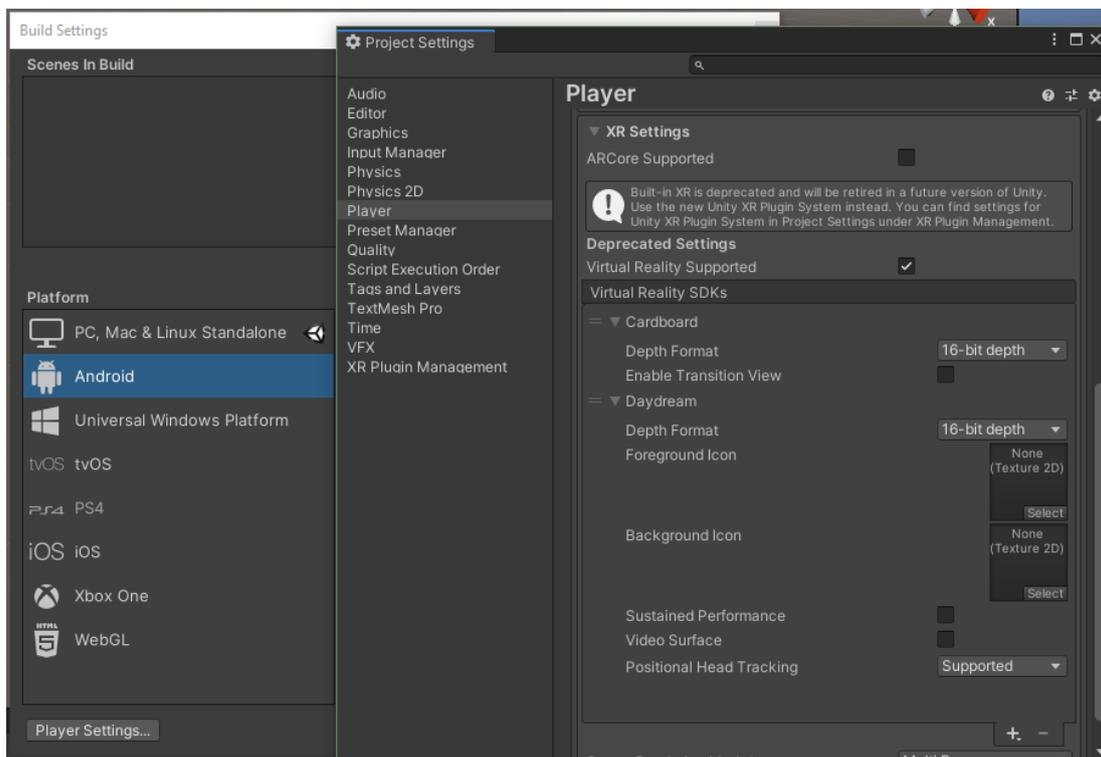 Build Settings
Scenes In Build
Platform
PC, Mac & Linux Standalone
Android
Universal Windows Platform
tvOS tvOS
PS4 PS4
iOS iOS
Xbox One
HTML 5 WebGL
Player Settings...
Project Settings
Audio
Editor
Graphics
Input Manager
Physics
Physics 2D
Player
Preset Manager
Quality
Script Execution Order
Tags and Layers
TextMesh Pro
Time
VFX
XR Plugin Management
x
Player
XR Settings
ARCore Supported
Built-in XR is deprecated and will be retired in a future version of Unity.
Use the new Unity XR Plugin System instead. You can find settings for
Unity XR Plugin System in Project Settings under XR Plugin Management.
Deprecated Settings
Virtual Reality Supported
Virtual Reality SDKs
Cardboard
Depth Format 16-bit depth
Enable Transition View
Daydream
Depth Format 16-bit depth
Foreground Icon None
(Texture 2D)
Select
Background Icon None
(Texture 2D)
Select
Sustained Performance
Video Surface
Positional Head Tracking Supported